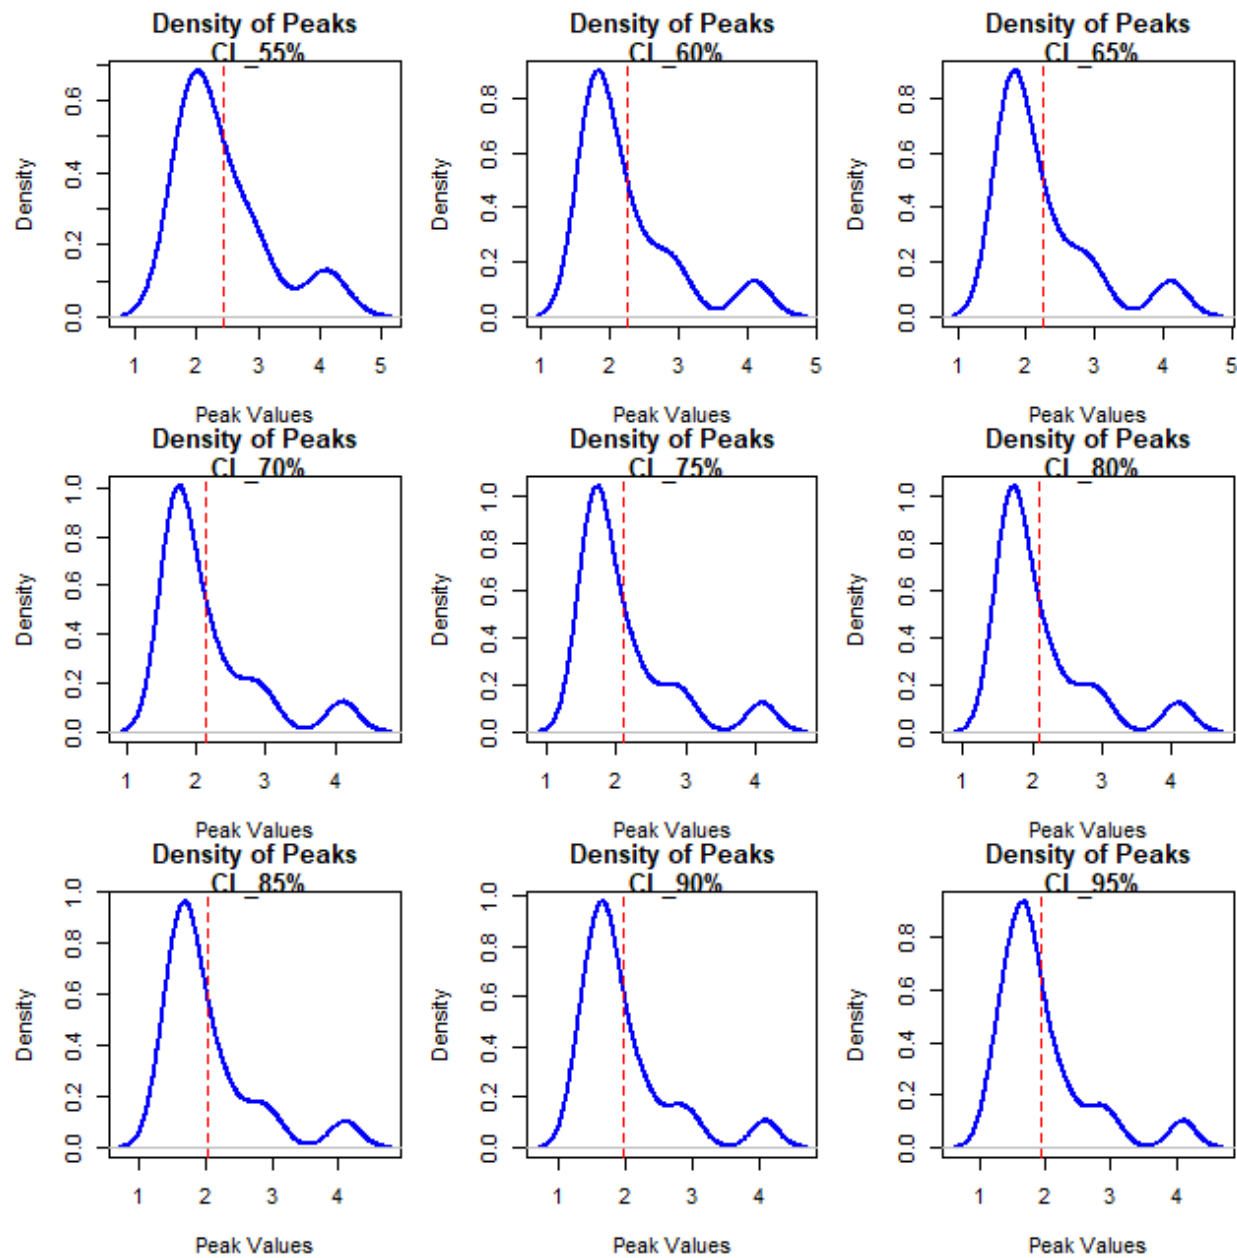 Density of Peaks
CI_55%
Density
0.0 0.2 0.4 0.6
1 2 3 4 5
Peak Values
Density of Peaks
CI_60%
Density
0.0 0.2 0.4 0.6 0.8
1 2 3 4 5
Peak Values
Density of Peaks
CI_65%
Density
0.0 0.2 0.4 0.6 0.8
1 2 3 4 5
Peak Values
Density of Peaks
CI_70%
Density
0.0 0.2 0.4 0.6 0.8 1.0
1 2 3 4
Peak Values
Density of Peaks
CI_75%
Density
0.0 0.2 0.4 0.6 0.8 1.0
1 2 3 4
Peak Values
Density of Peaks
CI_80%
Density
0.0 0.2 0.4 0.6 0.8 1.0
1 2 3 4
Peak Values
Density of Peaks
CI_85%
Density
0.0 0.2 0.4 0.6 0.8 1.0
1 2 3 4
Peak Values
Density of Peaks
CI_90%
Density
0.0 0.2 0.4 0.6 0.8 1.0
1 2 3 4
Peak Values
Density of Peaks
CI_95%
Density
0.0 0.2 0.4 0.6 0.8
1 2 3 4
Peak Values